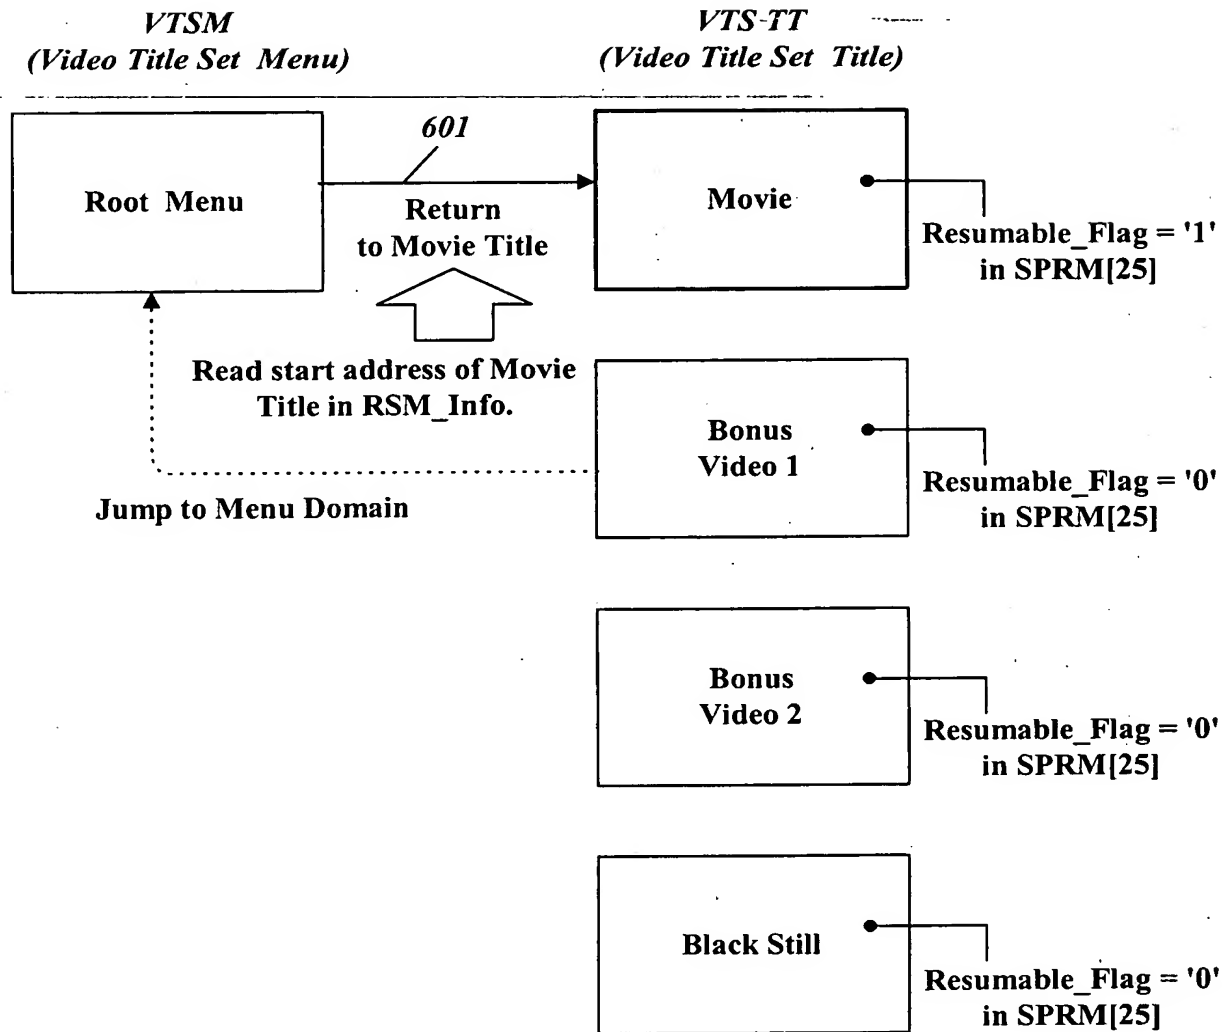 VTSM
(Video Title Set Menu)
VTS-TT
(Video Title Set Title)
601
Root Menu
Return
to Movie Title
Movie
Resumable_Flag = '1'
in SPRM[25]
Read start address of Movie
Title in RSM_Info.
Jump to Menu Domain
Bonus
Video 1
Resumable_Flag = '0'
in SPRM[25]
Bonus
Video 2
Resumable_Flag = '0'
in SPRM[25]
Black Still
Resumable_Flag = '0'
in SPRM[25]